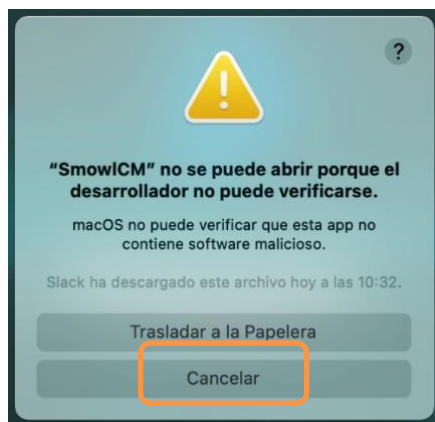 ?
“SmowlCM” no se puede abrir porque el
desarrollador no puede verificarse.
macOS no puede verificar que esta app no
contiene software malicioso.
Slack ha descargado este archivo hoy a las 10:32.
Trasladar a la Papelera
Cancelar